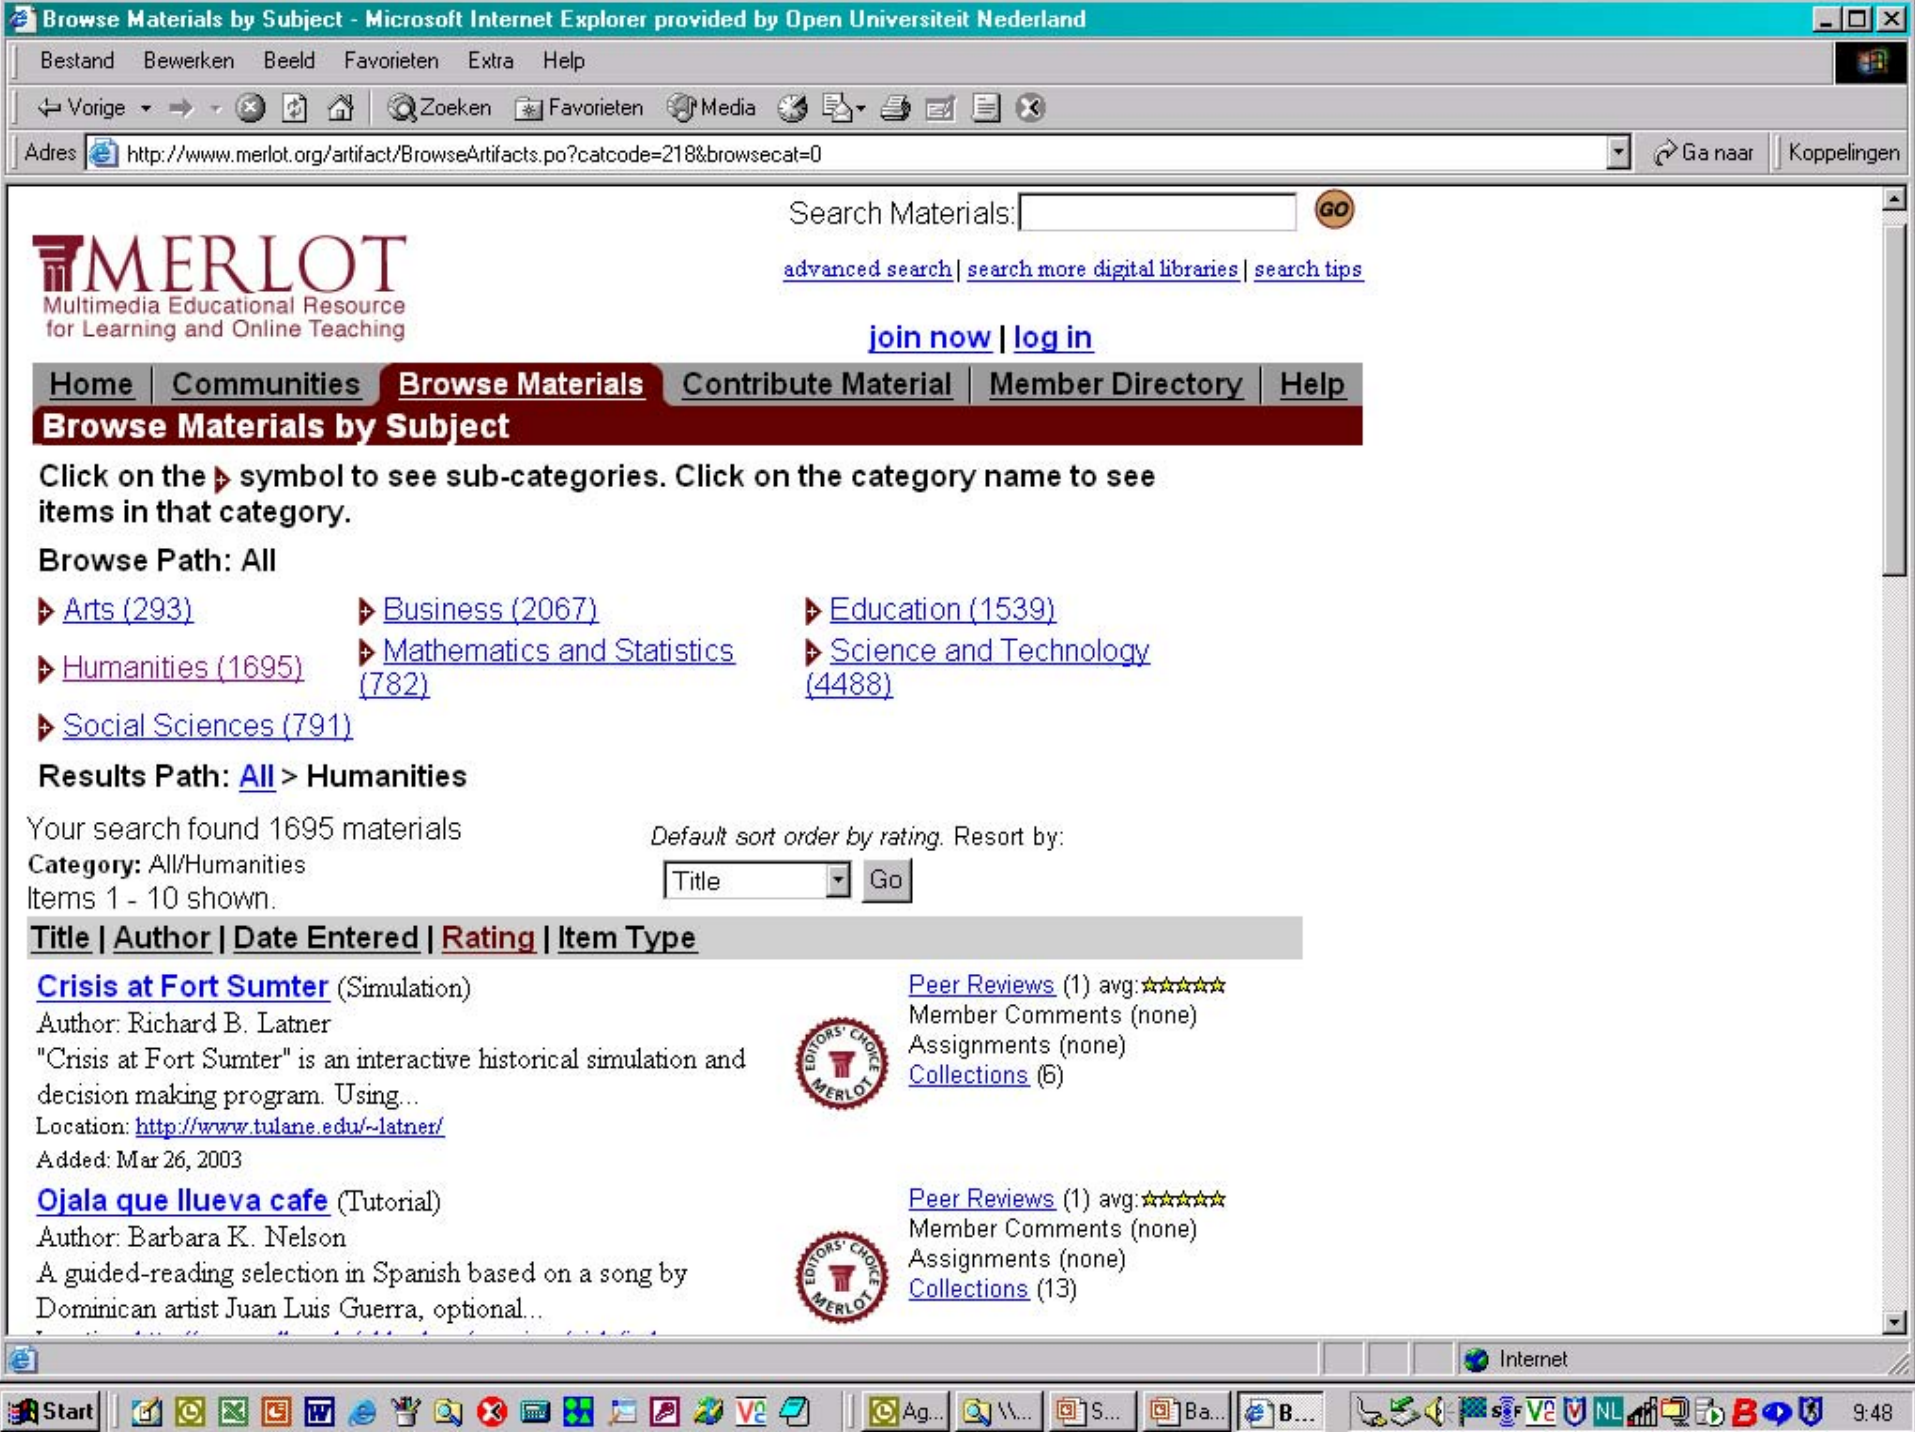 Browse Materials by Subject - Microsoft Internet Explorer provided by Open Universiteit Nederland
Bestand Bewerken Beeld Favorieten Extra Help
Vorige Zoeken Favorieten Media
Adres http://www.merlot.org/artifact/BrowseArtifacts.po?catcode=218&browsecat=0 Ga naar Koppelingen
Search Materials: GO
MERLOT
Multimedia Educational Resource
for Learning and Online Teaching
advanced search | search more digital libraries | search tips
join now | log in
Home | Communities Browse Materials Contribute Material | Member Directory | Help
Browse Materials by Subject
Click on the symbol to see sub-categories. Click on the category name to see
items in that category.
Browse Path: All
Arts (293) Business (2067) Education (1539)
Humanities (1695) Mathematics and Statistics (782) Science and Technology (4488)
Social Sciences (791)
Results Path: All > Humanities
Your search found 1695 materials
Default sort order by rating. Resort by:
Category: All/Humanities
Title Go
Items 1 - 10 shown.
Title | Author | Date Entered | Rating | Item Type
Crisis at Fort Sumter (Simulation)
Author: Richard B. Latner
"Crisis at Fort Sumter" is an interactive historical simulation and
decision making program. Using...
Location: http://www.tulane.edu/~latner/
Added: Mar 26, 2003
EDITORS' CHOICE MERLOT
Peer Reviews (1) avg:
Member Comments (none)
Assignments (none)
Collections (6)
Ojala que llueva cafe (Tutorial)
Author: Barbara K. Nelson
A guided-reading selection in Spanish based on a song by
Dominican artist Juan Luis Guerra, optional...
EDITORS' CHOICE MERLOT
Peer Reviews (1) avg:
Member Comments (none)
Assignments (none)
Collections (13)
Internet
Start Ag... \\... S... Ba... B... NL 9:48